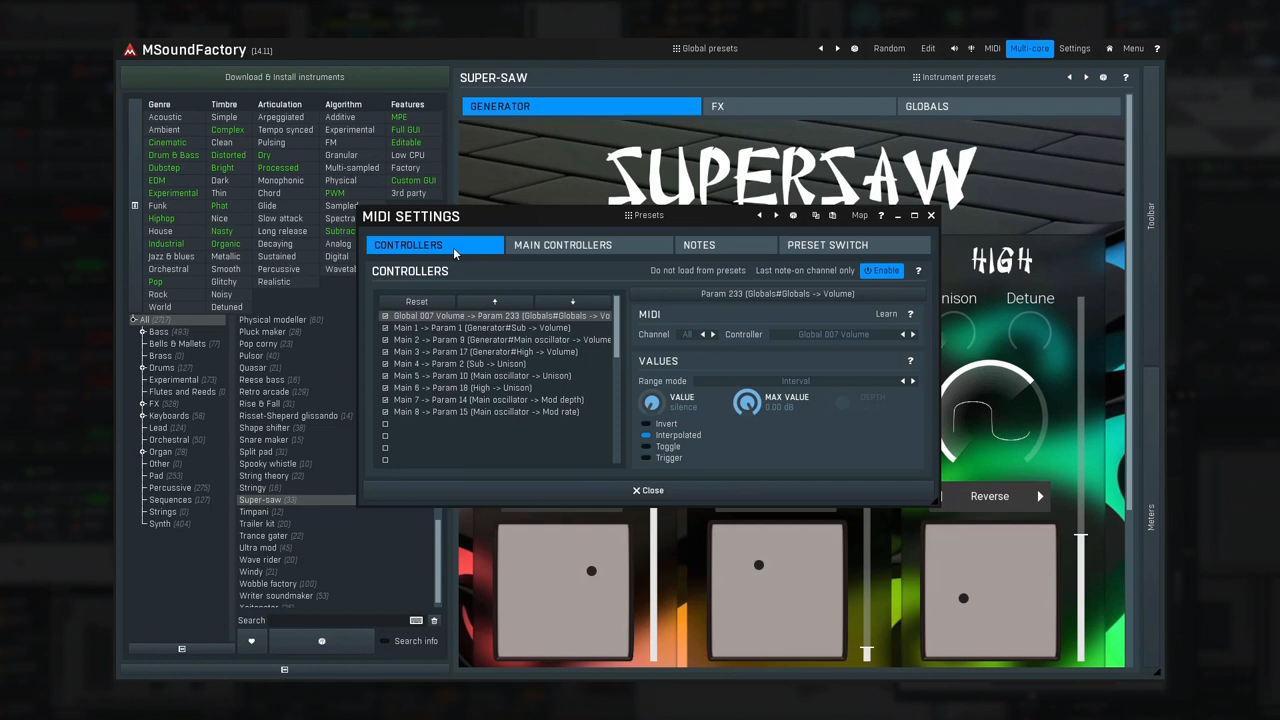 MSoundFactory (14.11)
Global presets
Random
Edit
MIDI
Multi-core
Settings
Menu
?
Download & Install instruments
SUPER-SAW
Instrument presets
?
GENERATOR
FX
GLOBALS
Genre Timbre Articulation Algorithm Features
Acoustic Simple Arpeggiated Additive MPE
Ambient Complex Tempo synced Experimental Full GUI
Cinematic Clean Pulsing FM Editable
Drum & Bass Distorted Dry Granular Low CPU
Dubstep Bright Processed Multi-sampled Factory
EDM Dark Monophonic Physical Custom GUI
Experimental Thin Chord PWM 3rd party
Funk Phat Glide
Hiphop Nice Slow attack
House Nasty Long release
Industrial Organic Decaying Analog
Jazz & blues Metallic Sustained Digital
Orchestral Smooth Percussive
Pop Glitchy Realistic
Rock Noisy
World Detuned
SUPERSAW
HIGH
Detune
Reverse
Toolbar
Meters
All (2717)
Bass (493)
Bells & Mallets (77)
Brass (0)
Drums (127)
Experimental (173)
Flutes and Reeds (0)
FX (528)
Keyboards (58)
Lead (124)
Orchestral (50)
Organ (28)
Other (0)
Pad (253)
Percussive (279)
Sequences (127)
Strings (0)
Synth (404)
Physical modeller (60)
Pluck maker (28)
Pop corny (23)
Pulsor (40)
Quasar (21)
Reese bass (16)
Retro arcade (129)
Rise & Fall (31)
Risset-Sheperd glissando (14)
Shape shifter (38)
Snare maker (15)
Split pad (31)
Spooky whistle (10)
String theory (22)
Stringy (18)
Super-saw (33)
Timpani (12)
Trailer kit (20)
Trance gater (22)
Ultra mod (45)
Wave rider (20)
Windy (21)
Wobble factory (100)
Writer soundmaker (53)
Search
Search info
MIDI SETTINGS
Presets
Map
?
CONTROLLERS
MAIN CONTROLLERS
NOTES
PRESET SWITCH
CONTROLLERS
Do not load from presets
Last note-on channel only
Enable
?
Reset
Global 007 Volume -> Param 233 (Globals#Globals -> Vo
Main 1 -> Param 1 (Generator#Sub -> Volume)
Main 2 -> Param 9 (Generator#Main oscillator -> Volume
Main 3 -> Param 17 (Generator#High -> Volume)
Main 4 -> Param 2 (Sub -> Unison)
Main 5 -> Param 10 (Main oscillator -> Unison)
Main 6 -> Param 18 (High -> Unison)
Main 7 -> Param 14 (Main oscillator -> Mod depth)
Main 8 -> Param 15 (Main oscillator -> Mod rate)
Param 233 (Globals#Globals -> Volume)
MIDI
Learn
?
Channel All
Controller Global 007 Volume
VALUES
?
Range mode Interval
VALUE
silence
MAX VALUE
0.00 dB
DEPTH
Invert
Interpolated
Toggle
Trigger
Close